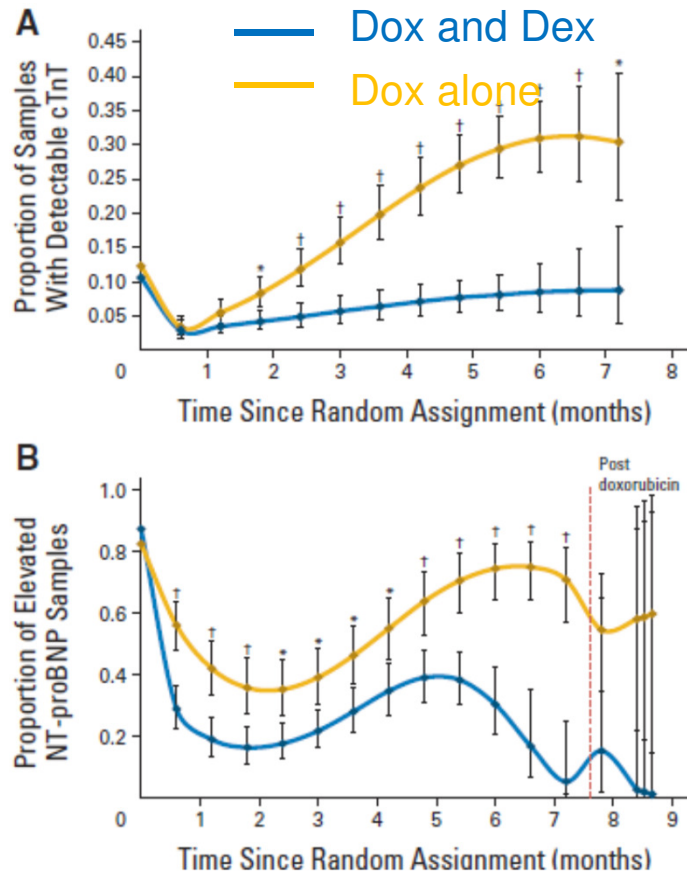 A
Dox and Dex
Dox alone
Proportion of Samples
With Detectable cTnT
0.45
0.40
0.35
0.30
0.25
0.20
0.15
0.10
0.05
* † † † † † † † † *
0 1 2 3 4 5 6 7 8
Time Since Random Assignment (months)
B
Post
doxorubicin
Proportion of Elevated
NT-proBNP Samples
1.0
0.8
0.6
0.4
0.2
† † † * * * * † † † † †
0 1 2 3 4 5 6 7 8 9
Time Since Random Assignment (months)